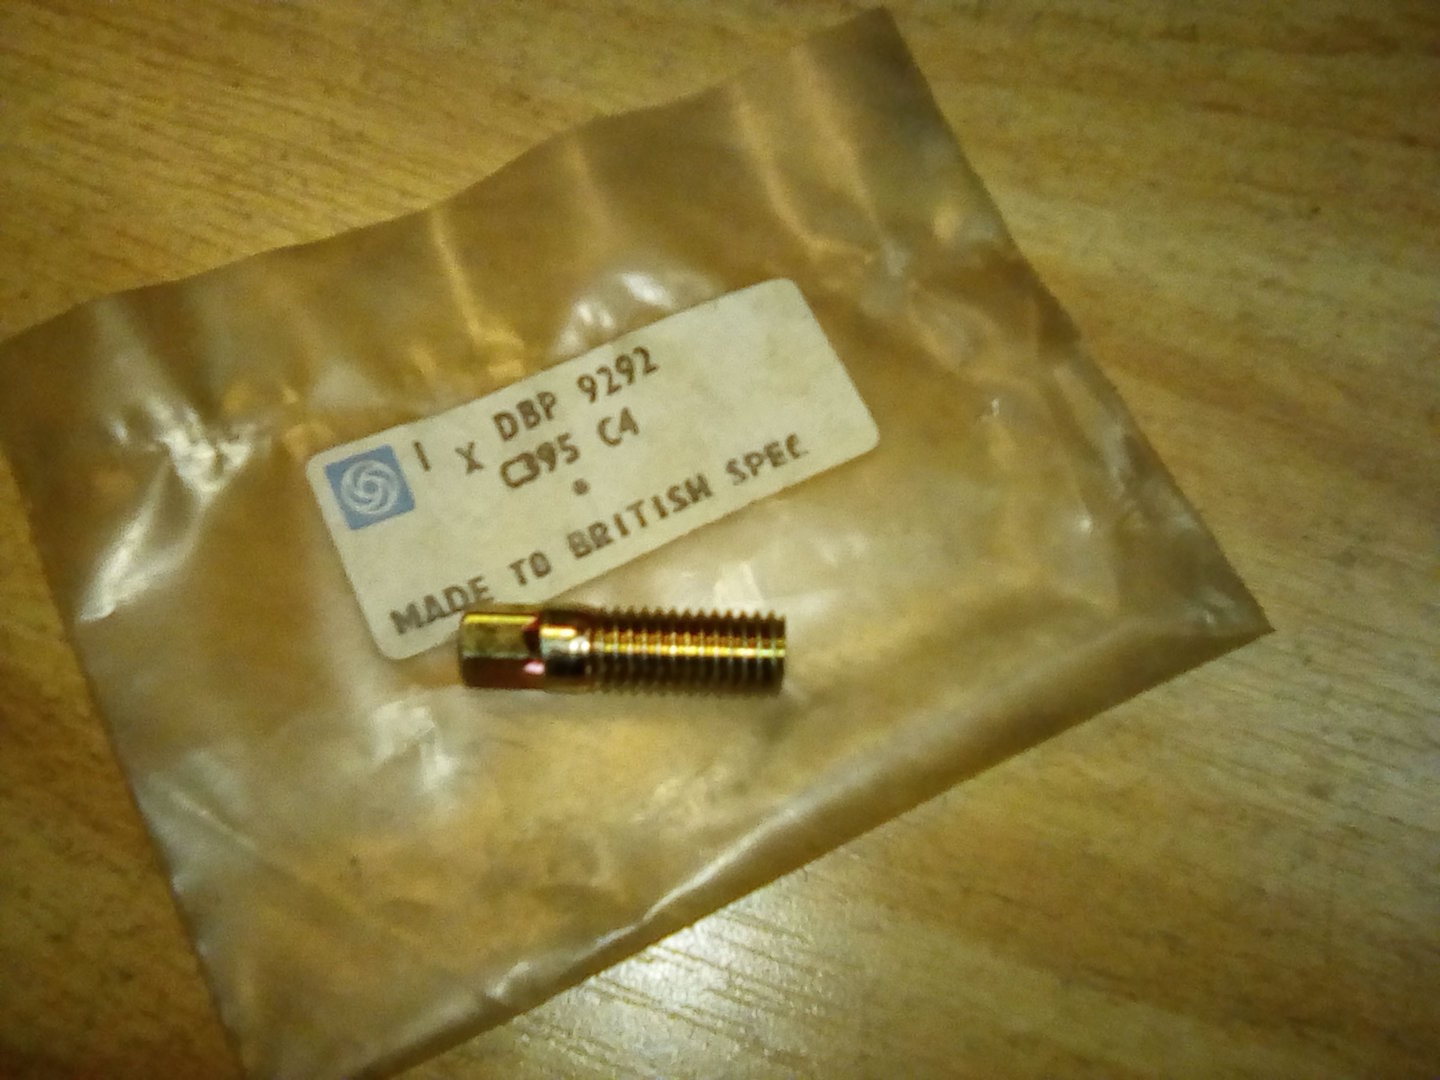 1 X DBP 9292
C395 C4
MADE TO BRITISH SPEC